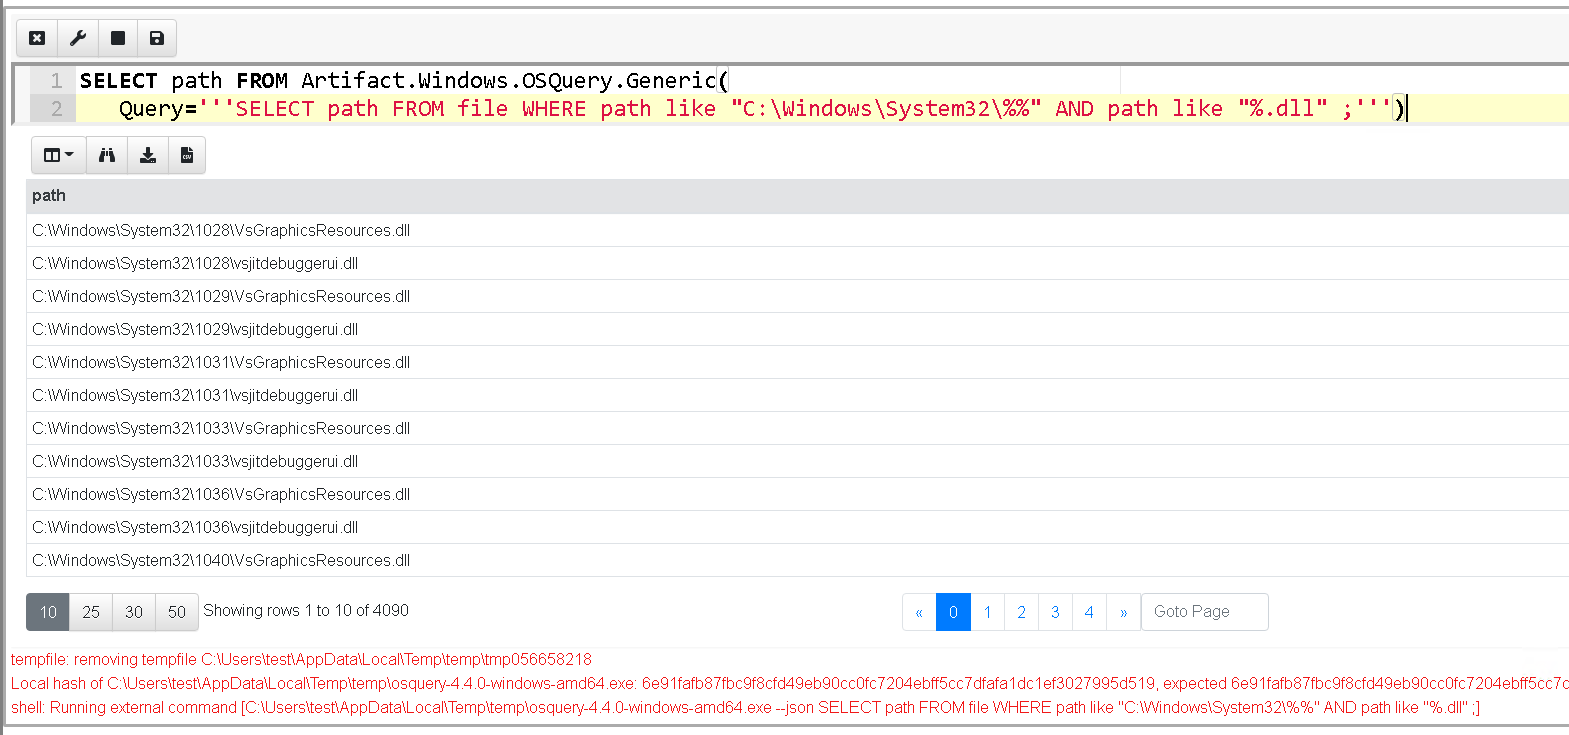 1 SELECT path FROM Artifact.Windows.OSQuery.Generic(
2 Query='''SELECT path FROM file WHERE path like "C:\Windows\System32\%%" AND path like "%.dll" ;''')
CSV
path
C:\Windows\System32\1028\VsGraphicsResources.dll
C:\Windows\System32\1028\vsjitdebuggerui.dll
C:\Windows\System32\1029\VsGraphicsResources.dll
C:\Windows\System32\1029\vsjitdebuggerui.dll
C:\Windows\System32\1031\VsGraphicsResources.dll
C:\Windows\System32\1031\vsjitdebuggerui.dll
C:\Windows\System32\1033\VsGraphicsResources.dll
C:\Windows\System32\1033\vsjitdebuggerui.dll
C:\Windows\System32\1036\VsGraphicsResources.dll
C:\Windows\System32\1036\vsjitdebuggerui.dll
C:\Windows\System32\1040\VsGraphicsResources.dll
10 25 30 50 Showing rows 1 to 10 of 4090 « 0 1 2 3 4 » Goto Page
tempfile: removing tempfile C:\Users\test\AppData\Local\Temp\temp\tmp056658218
Local hash of C:\Users\test\AppData\Local\Temp\temp\osquery-4.4.0-windows-amd64.exe: 6e91fafb87fbc9f8cfd49eb90cc0fc7204ebff5cc7dfafa1dc1ef3027995d519, expected 6e91fafb87fbc9f8cfd49eb90cc0fc7204ebff5cc7c
shell: Running external command [C:\Users\test\AppData\Local\Temp\temp\osquery-4.4.0-windows-amd64.exe --json SELECT path FROM file WHERE path like "C:\Windows\System32\%%" AND path like "%.dll" ;]